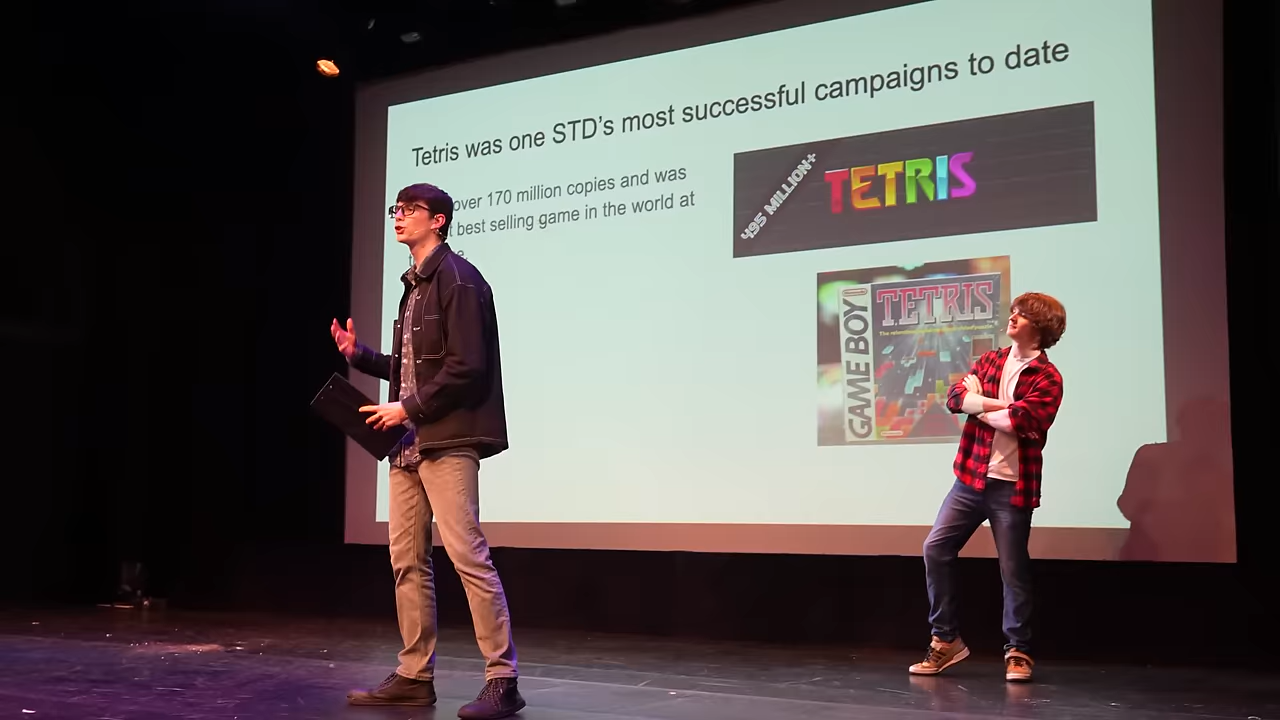 Tetris was one STD's most successful campaigns to date
over 170 million copies and was
best selling game in the world at
495 MILLION+
TETRIS
GAME BOY
TETRIS